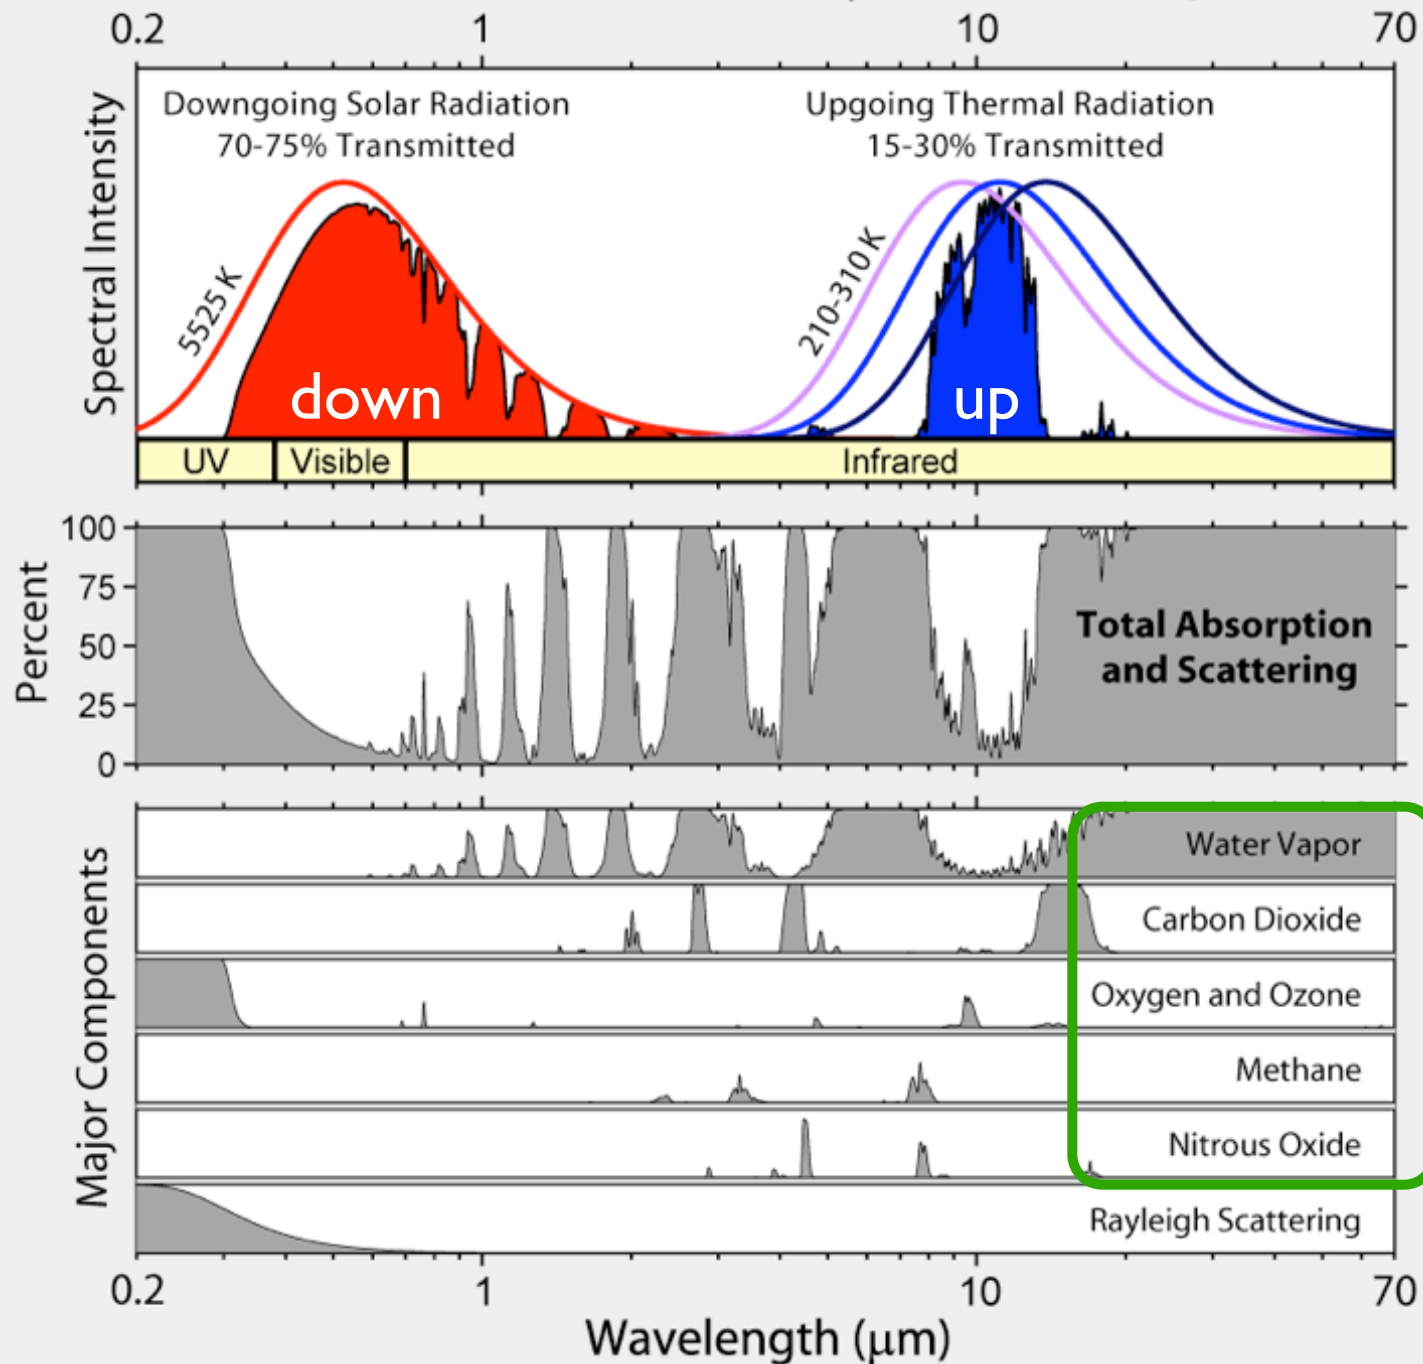 0.2 1 10 70
Downgoing Solar Radiation
70-75% Transmitted
Upgoing Thermal Radiation
15-30% Transmitted
Spectral Intensity
5525 K
210-310 K
down
up
UV Visible Infrared
Percent
100
75
50
25
0
Total Absorption
and Scattering
Major Components
Water Vapor
Carbon Dioxide
Oxygen and Ozone
Methane
Nitrous Oxide
Rayleigh Scattering
0.2 1 10 70
Wavelength (μm)